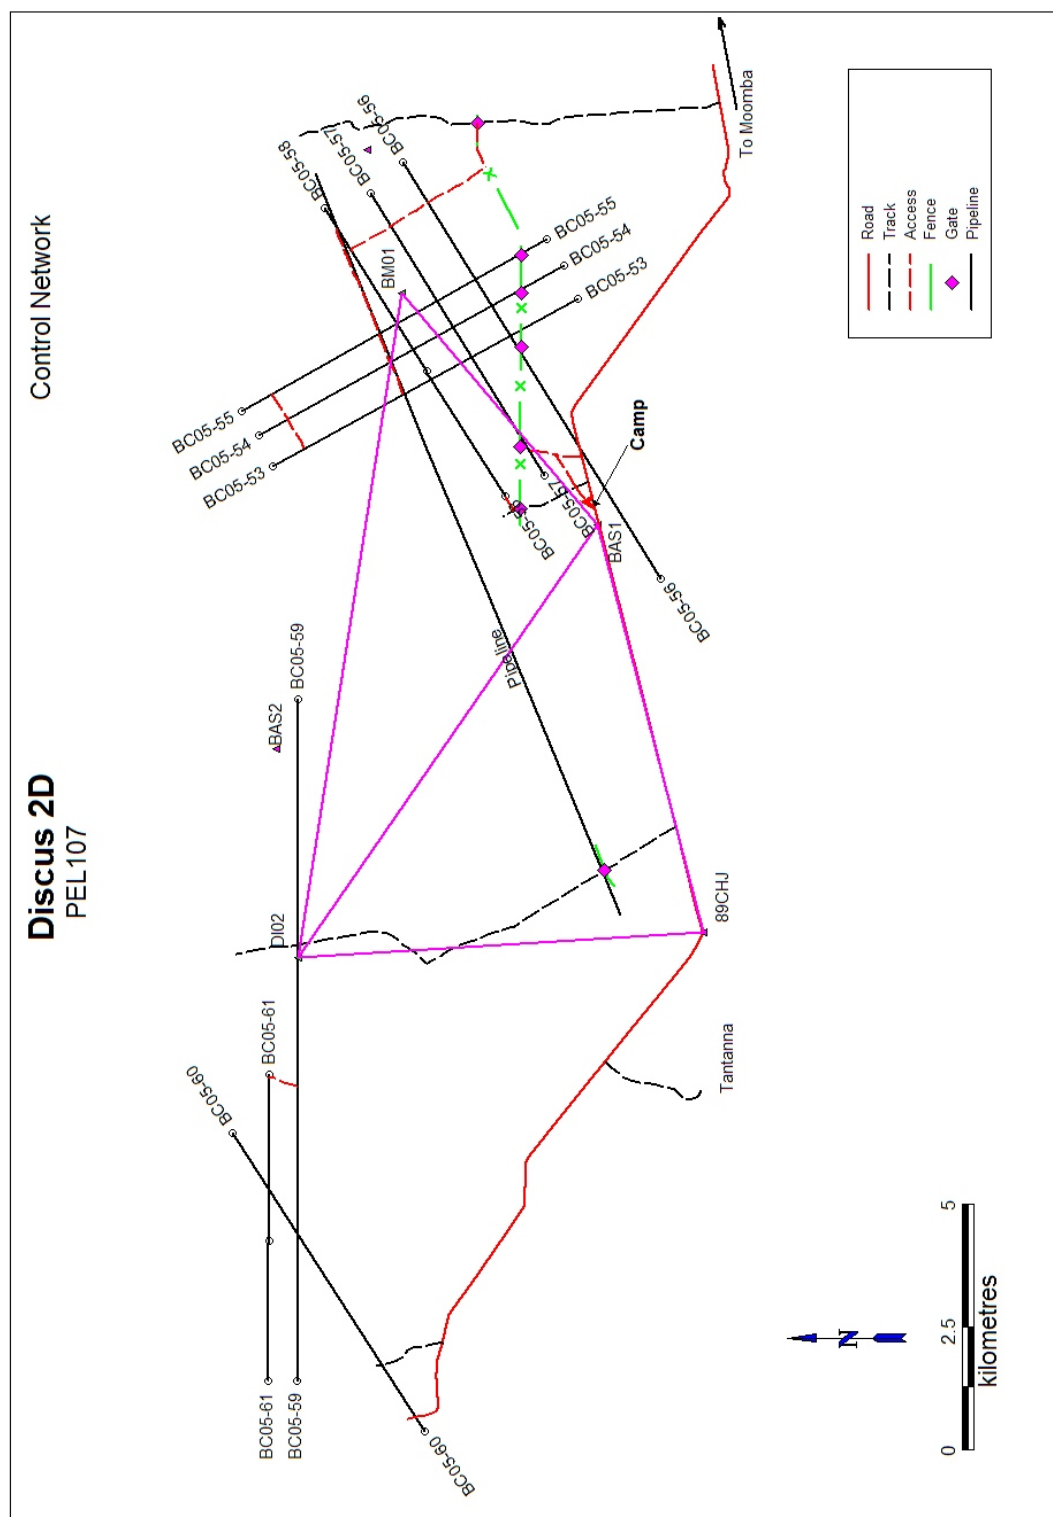 Discus 2D
PEL107
Control Network
BC05-61
BC05-59
BC05-60
BC05-60
BC05-61
DI02
BAS2
BC05-59
Tantanna
89CHJ
Pipeline
BC05-53
BC05-54
BC05-55
BM01
BC05-58
BC05-57
BC05-56
BC05-55
BC05-54
BC05-53
BC05-57
BAS1
Camp
BC05-56
To Moomba
Road
Track
Access
Fence
Gate
Pipeline
N
0 2.5 5
kilometres